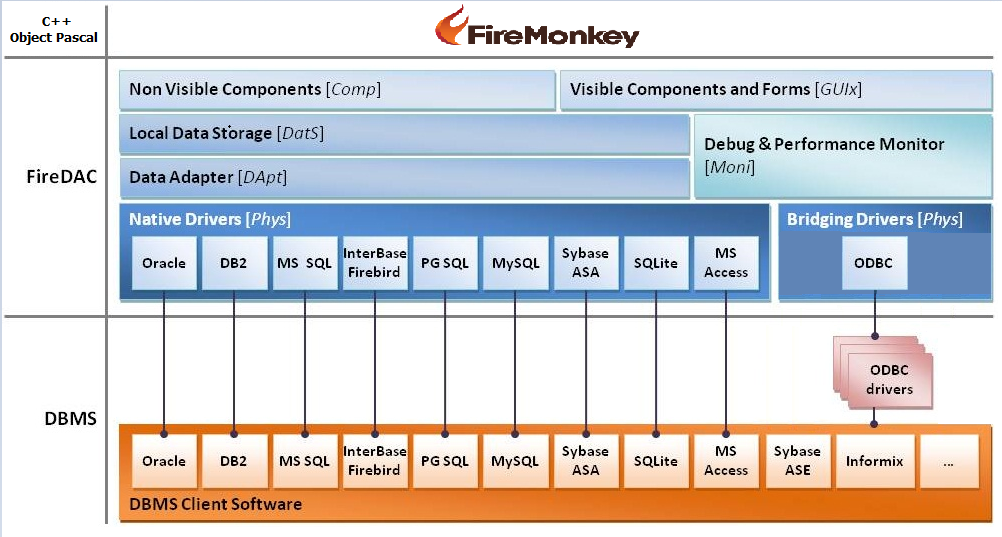 C++
Object Pascal
FireMonkey
Non Visible Components [Comp]
Visible Components and Forms [GUIx]
Local Data Storage [DatS]
Debug & Performance Monitor
[Moni]
FireDAC
Data Adapter [DApt]
Native Drivers [Phys]
Bridging Drivers [Phys]
Oracle
DB2
MS SQL
InterBase
Firebird
PG SQL
MySQL
Sybase
ASA
SQLite
MS
Access
ODBC
ODBC
drivers
DBMS
Oracle
DB2
MS SQL
InterBase
Firebird
PG SQL
MySQL
Sybase
ASA
SQLite
MS
Access
Sybase
ASE
Informix
...
DBMS Client Software